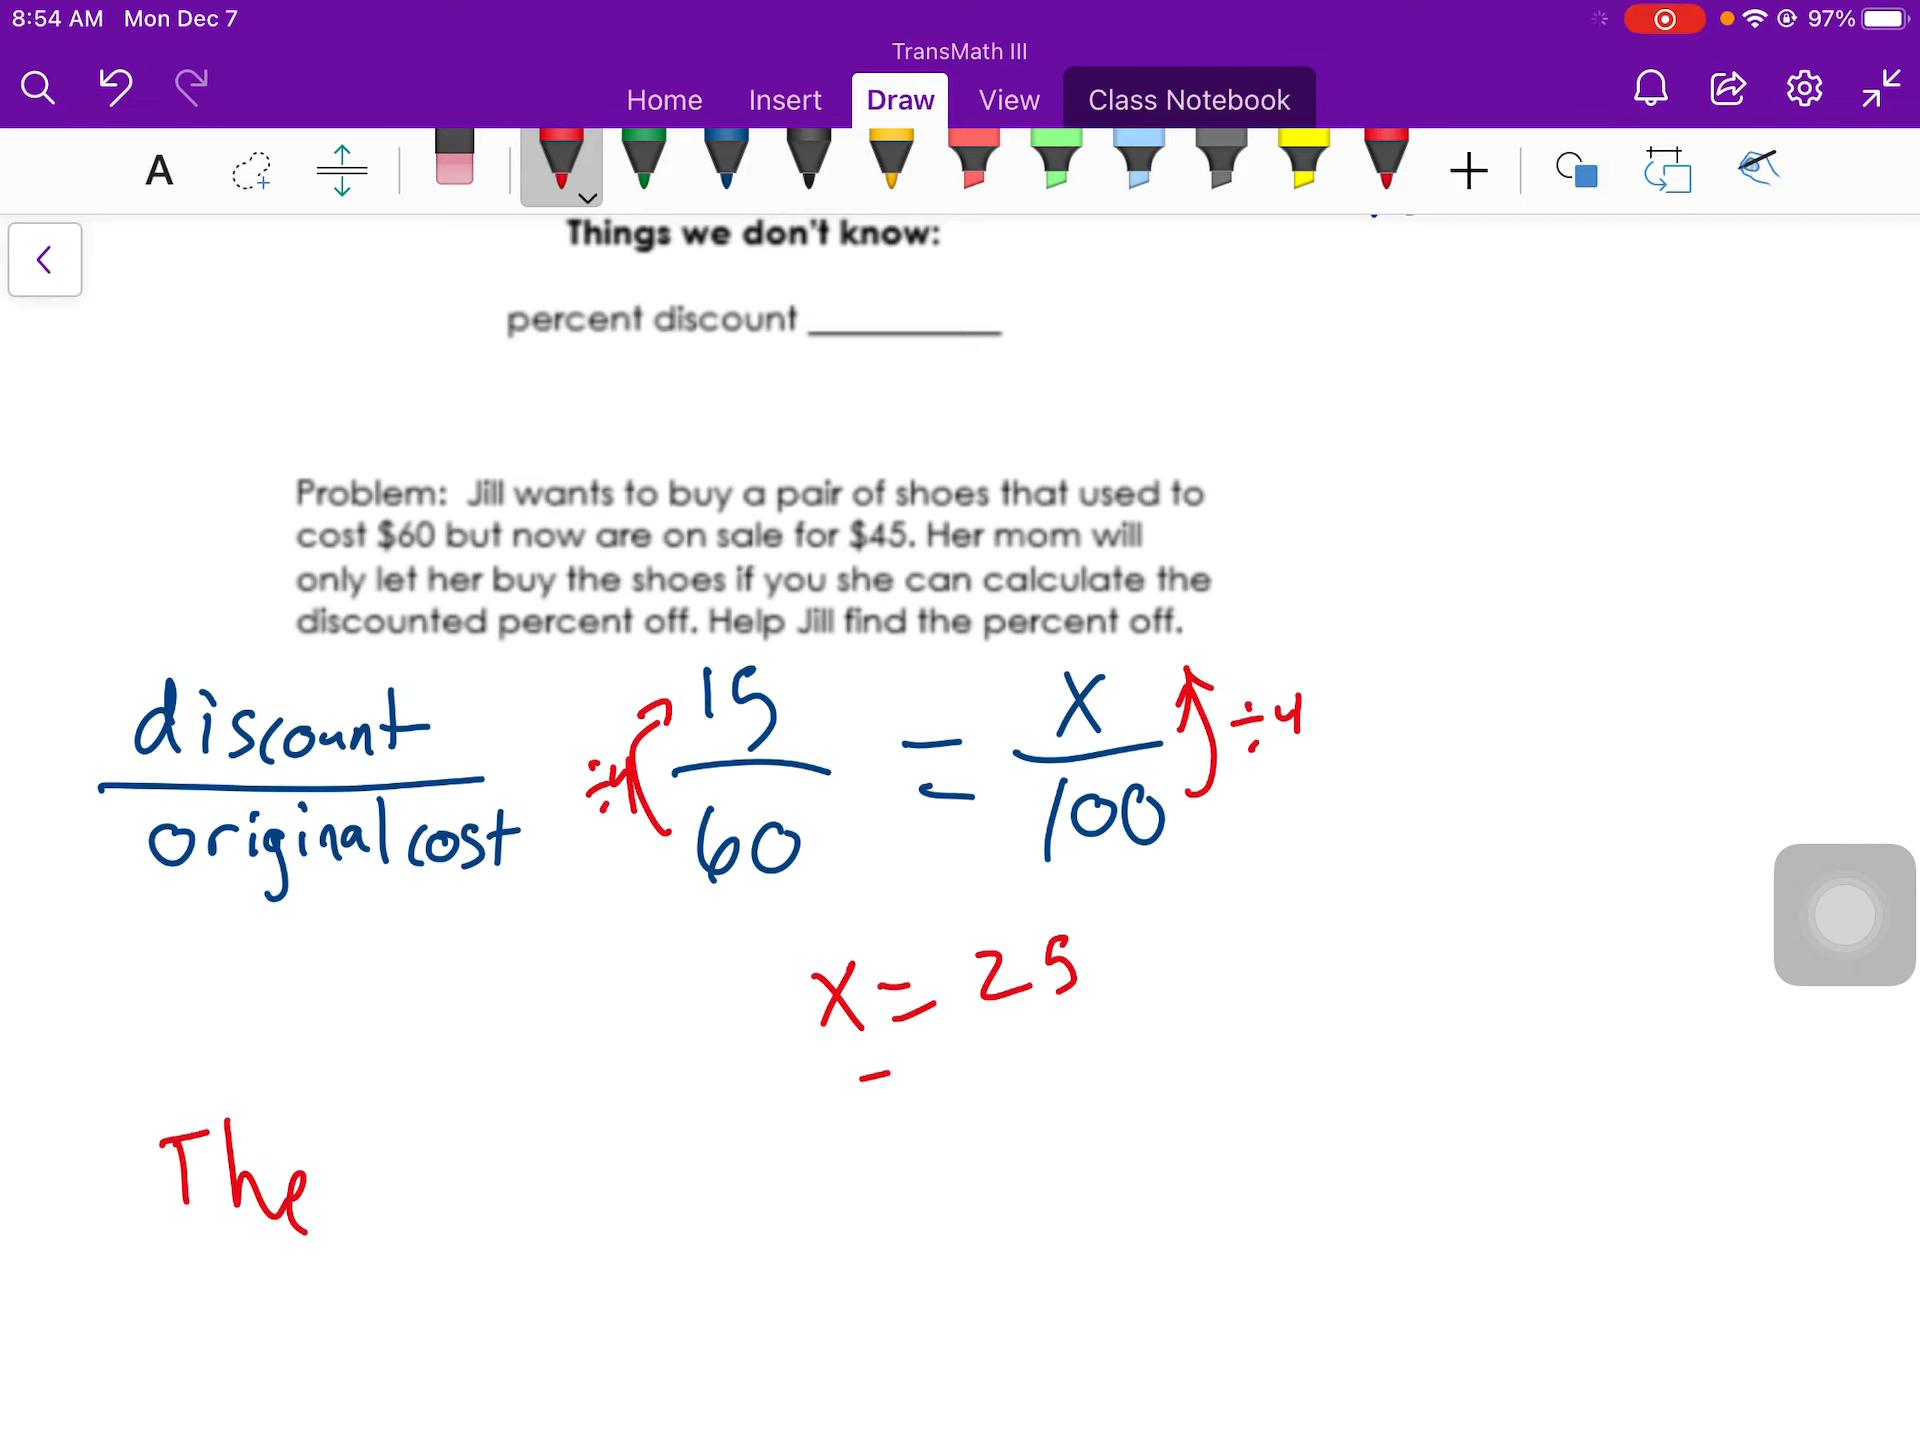 8:54 AM Mon Dec 7
97%
TransMath III
Home Insert Draw View Class Notebook
A
Things we don't know:
percent discount __________
Problem: Jill wants to buy a pair of shoes that used to
cost $60 but now are on sale for $45. Her mom will
only let her buy the shoes if you she can calculate the
discounted percent off. Help Jill find the percent off.
discount
original cost
÷4
15
60
=
x
100
÷4
x = 25
The